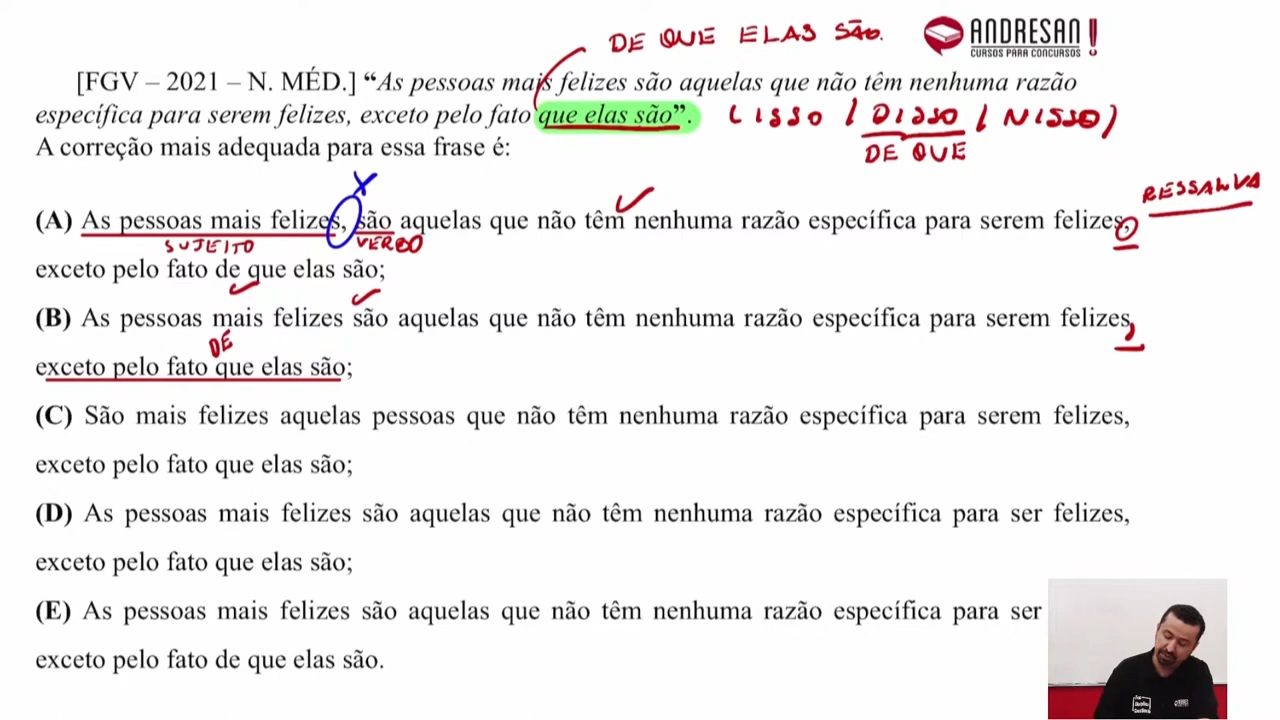 DE QUE ELAS SÃO.
ANDRESAN
CURSOS PARA CONCURSOS
[FGV – 2021 – N. MÉD.] “As pessoas mais felizes são aquelas que não têm nenhuma razão
específica para serem felizes, exceto pelo fato que elas são”.
(ISSO / DISSO / NISSO)
DE QUE
A correção mais adequada para essa frase é:
RESSALVA
(A) As pessoas mais felizes, são aquelas que não têm nenhuma razão específica para serem felizes,
SUJEITO VERBO
exceto pelo fato de que elas são;
(B) As pessoas mais felizes são aquelas que não têm nenhuma razão específica para serem felizes,
DE
exceto pelo fato que elas são;
(C) São mais felizes aquelas pessoas que não têm nenhuma razão específica para serem felizes,
exceto pelo fato que elas são;
(D) As pessoas mais felizes são aquelas que não têm nenhuma razão específica para ser felizes,
exceto pelo fato que elas são;
(E) As pessoas mais felizes são aquelas que não têm nenhuma razão específica para ser
exceto pelo fato de que elas são.